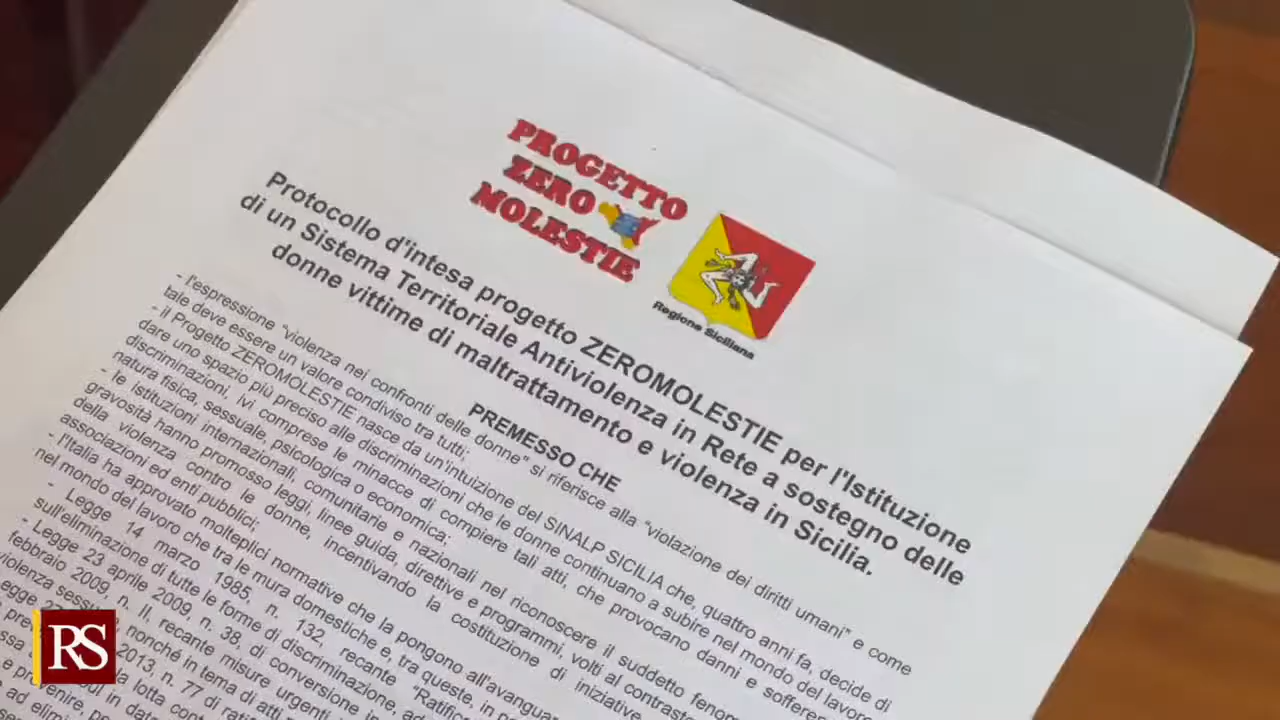 PROGETTO
ZERO
MOLESTIE
Regione Siciliana
Protocollo d'intesa progetto ZEROMOLESTIE per l'Istituzione
di un Sistema Territoriale Antiviolenza in Rete a sostegno delle
donne vittime di maltrattamento e violenza in Sicilia.
PREMESSO CHE
- l'espressione "violenza nei confronti delle donne" si riferisce alla "violazione dei diritti umani" e come
tale deve essere un valore condiviso tra tutti;
- il Progetto ZEROMOLESTIE nasce da un'intuizione del SINALP SICILIA che, quattro anni fa, decide di
dare uno spazio più preciso alle discriminazioni che le donne continuano a subire nel mondo del lavoro
discriminazioni, ivi comprese le minacce di compiere tali atti, che provocano danni e
natura fisica, sessuale, psicologica o economica;
- le istituzioni internazionali, comunitarie e nazionali nel riconoscere il suddetto
gravosità hanno promosso leggi, linee guida, direttive e programmi, volti al
della violenza contro le donne, incentivando la costituzione di iniziative
associazioni ed enti pubblici;
- l'Italia ha approvato molteplici normative che la pongono
nel mondo del lavoro che tra le mura domestiche e, tra queste, in
- Legge 14 marzo 1985, n. 132, recante
sull'eliminazione di tutte le forme di discriminazione
- Legge 23 aprile 2009, n. 38, di conversione
febbraio 2009, n. 11, recante misure urgenti
nonché in tema di atti
2013, n. 77 di
la lotta
RS